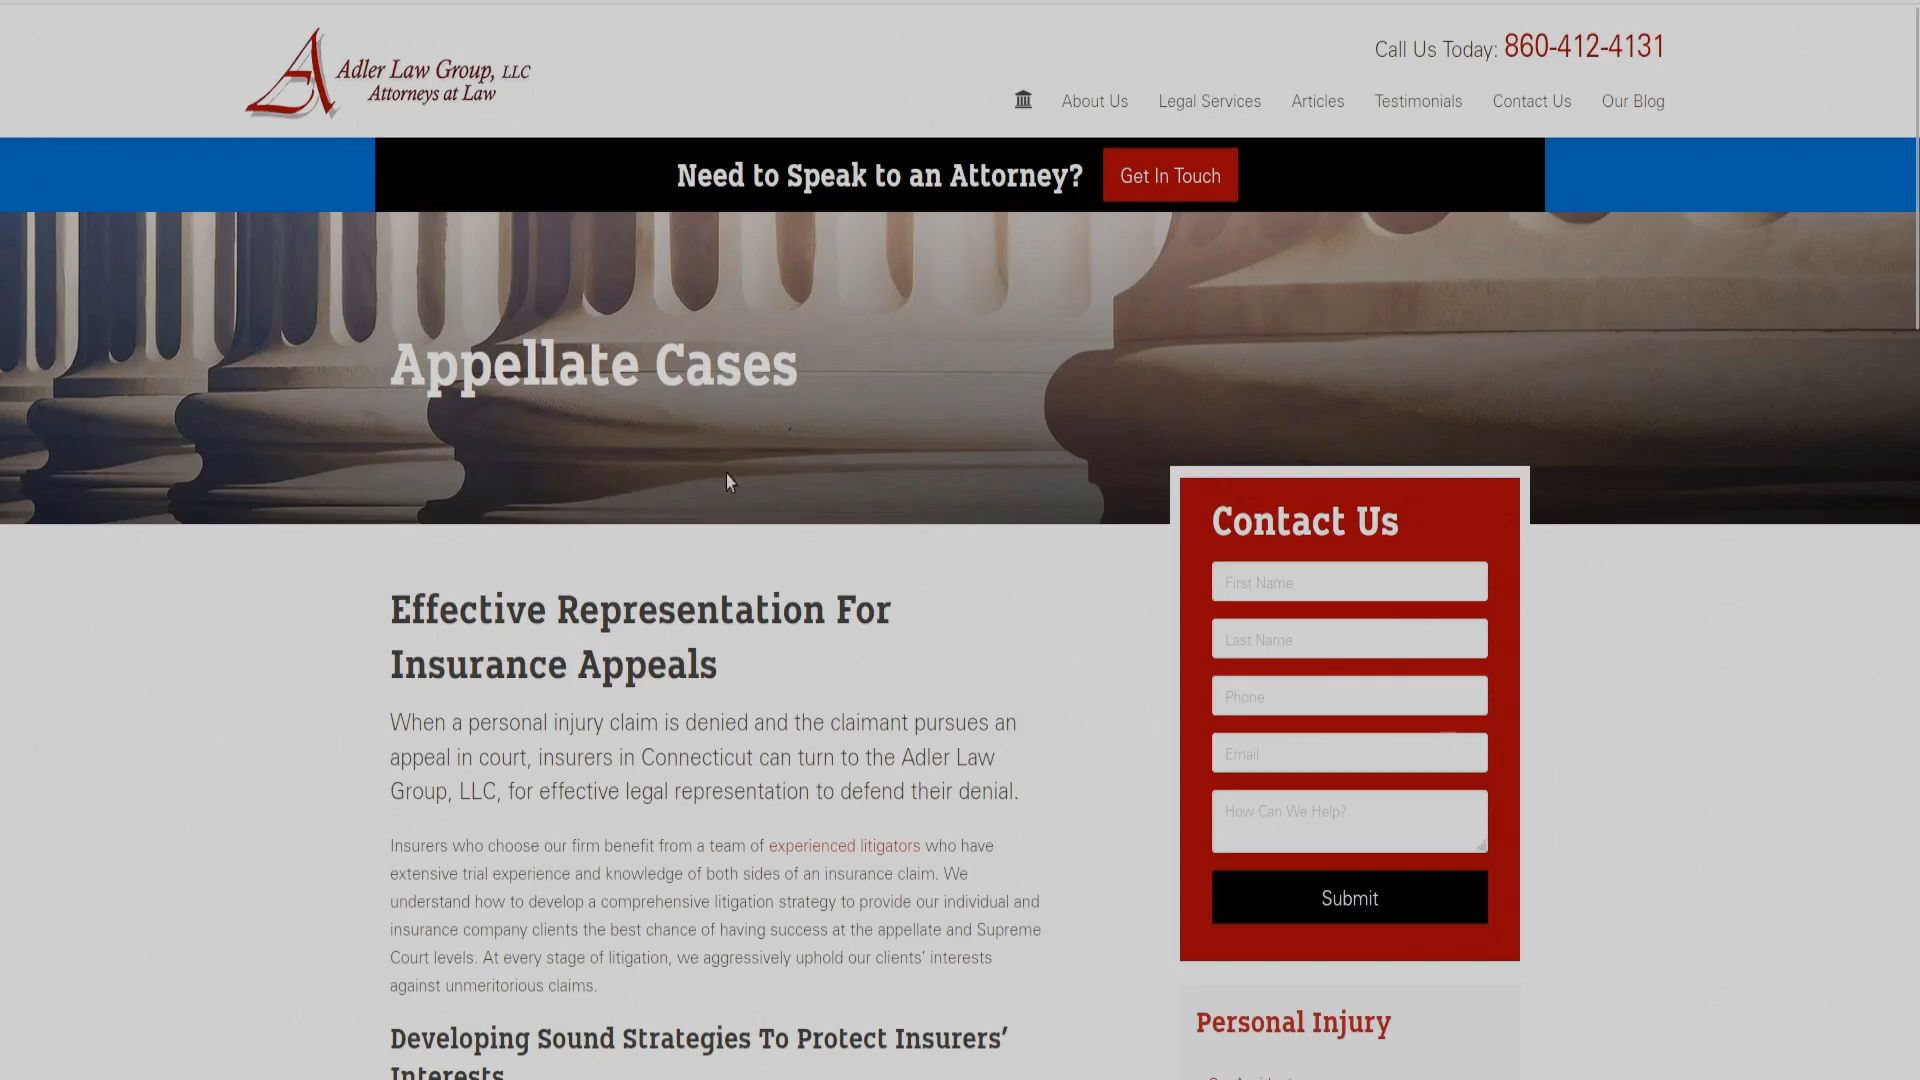 Adler Law Group, LLC
Attorneys at Law
Call Us Today: 860-412-4131
About Us Legal Services Articles Testimonials Contact Us Our Blog
Need to Speak to an Attorney? Get In Touch
Appellate Cases
Effective Representation For
Insurance Appeals
When a personal injury claim is denied and the claimant pursues an
appeal in court, insurers in Connecticut can turn to the Adler Law
Group, LLC, for effective legal representation to defend their denial.
Insurers who choose our firm benefit from a team of experienced litigators who have
extensive trial experience and knowledge of both sides of an insurance claim. We
understand how to develop a comprehensive litigation strategy to provide our individual and
insurance company clients the best chance of having success at the appellate and Supreme
Court levels. At every stage of litigation, we aggressively uphold our clients' interests
against unmeritorious claims.
Developing Sound Strategies To Protect Insurers'
Interests
Contact Us
First Name
Last Name
Phone
Email
How Can We Help?
Submit
Personal Injury